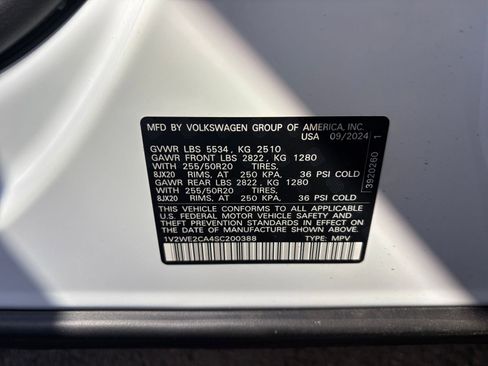 MFD BY VOLKSWAGEN GROUP OF AMERICA, INC.
USA 09/2024
GVWR LBS 5534, KG 2510
GAWR FRONT LBS 2822, KG 1280
WITH 255/50R20 TIRES,
8JX20 RIMS, AT 250 KPA, 36 PSI COLD
GAWR REAR LBS 2822, KG 1280
WITH 255/50R20 TIRES,
8JX20 RIMS, AT 250 KPA, 36 PSI COLD
THIS VEHICLE CONFORMS TO ALL APPLICABLE
U.S. FEDERAL MOTOR VEHICLE SAFETY AND
THEFT PREVENTION STANDARDS IN EFFECT ON
THE DATE OF MANUFACTURE SHOWN ABOVE.
1V2WE2CA4SC200388 TYPE: MPV
3920260 1